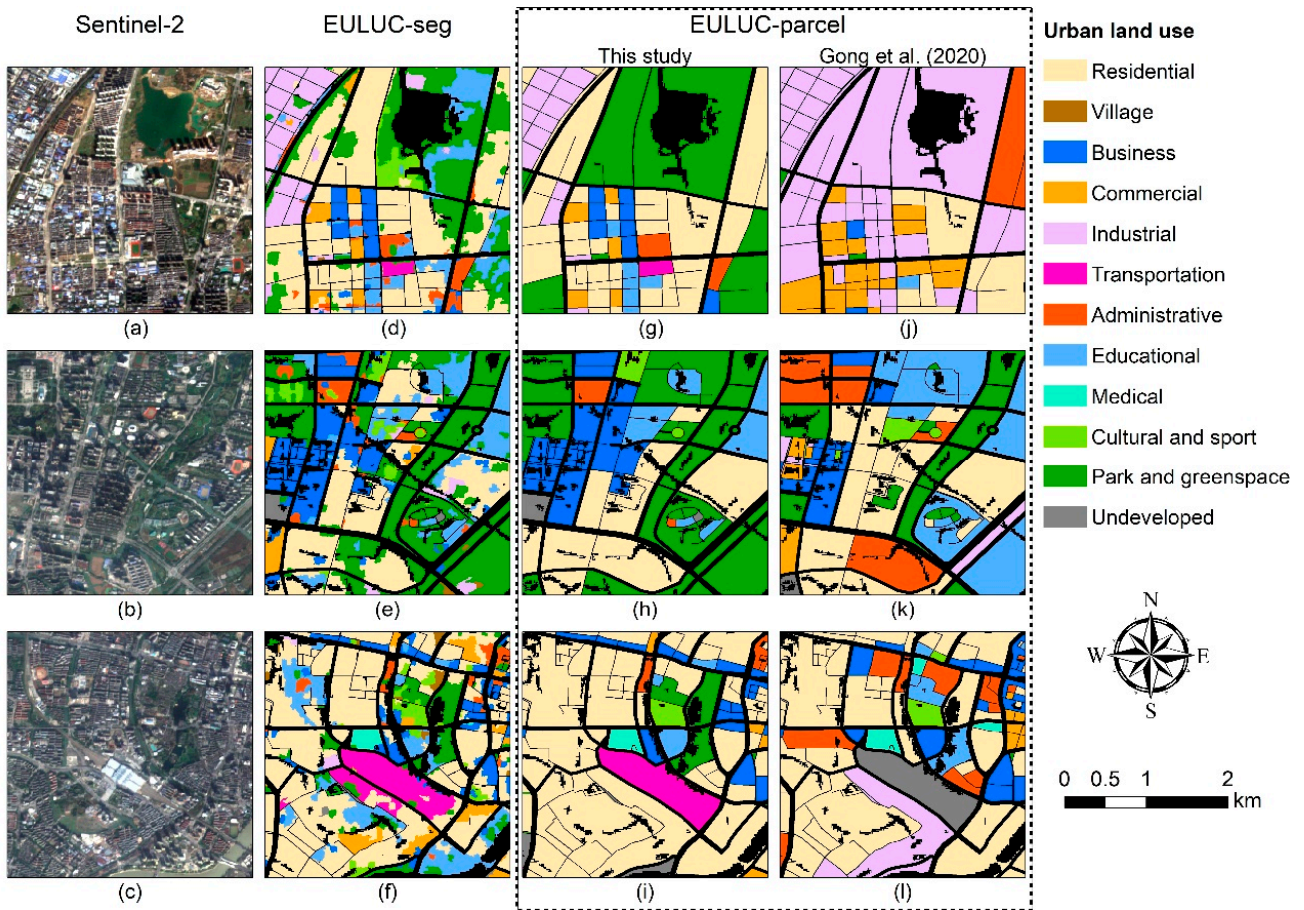 Sentinel-2
EULUC-seg
EULUC-parcel
This study
Gong et al. (2020)
(a)
(d)
(g)
(j)
(b)
(e)
(h)
(k)
(c)
(f)
(i)
(l)
Urban land use
Residential
Village
Business
Commercial
Industrial
Transportation
Administrative
Educational
Medical
Cultural and sport
Park and greenspace
Undeveloped
N
W E
S
0 0.5 1 2
km